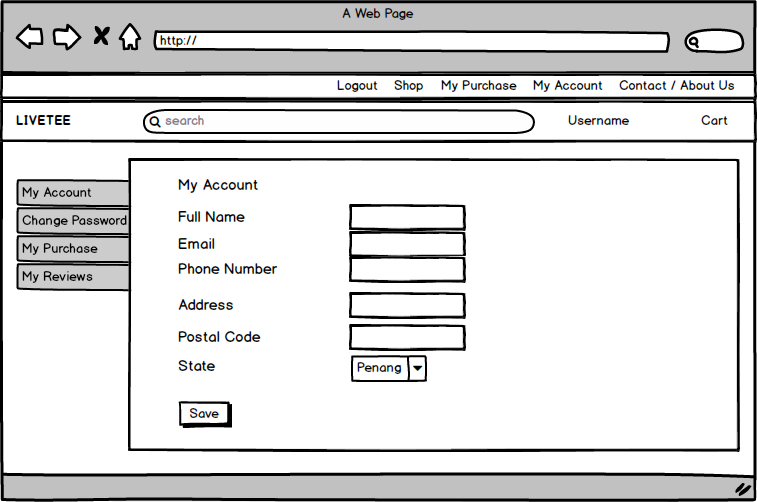 A Web Page
http://
Logout Shop My Purchase My Account Contact / About Us
LIVETEE search Username Cart
My Account
Change Password
My Purchase
My Reviews
My Account
Full Name
Email
Phone Number
Address
Postal Code
State Penang
Save